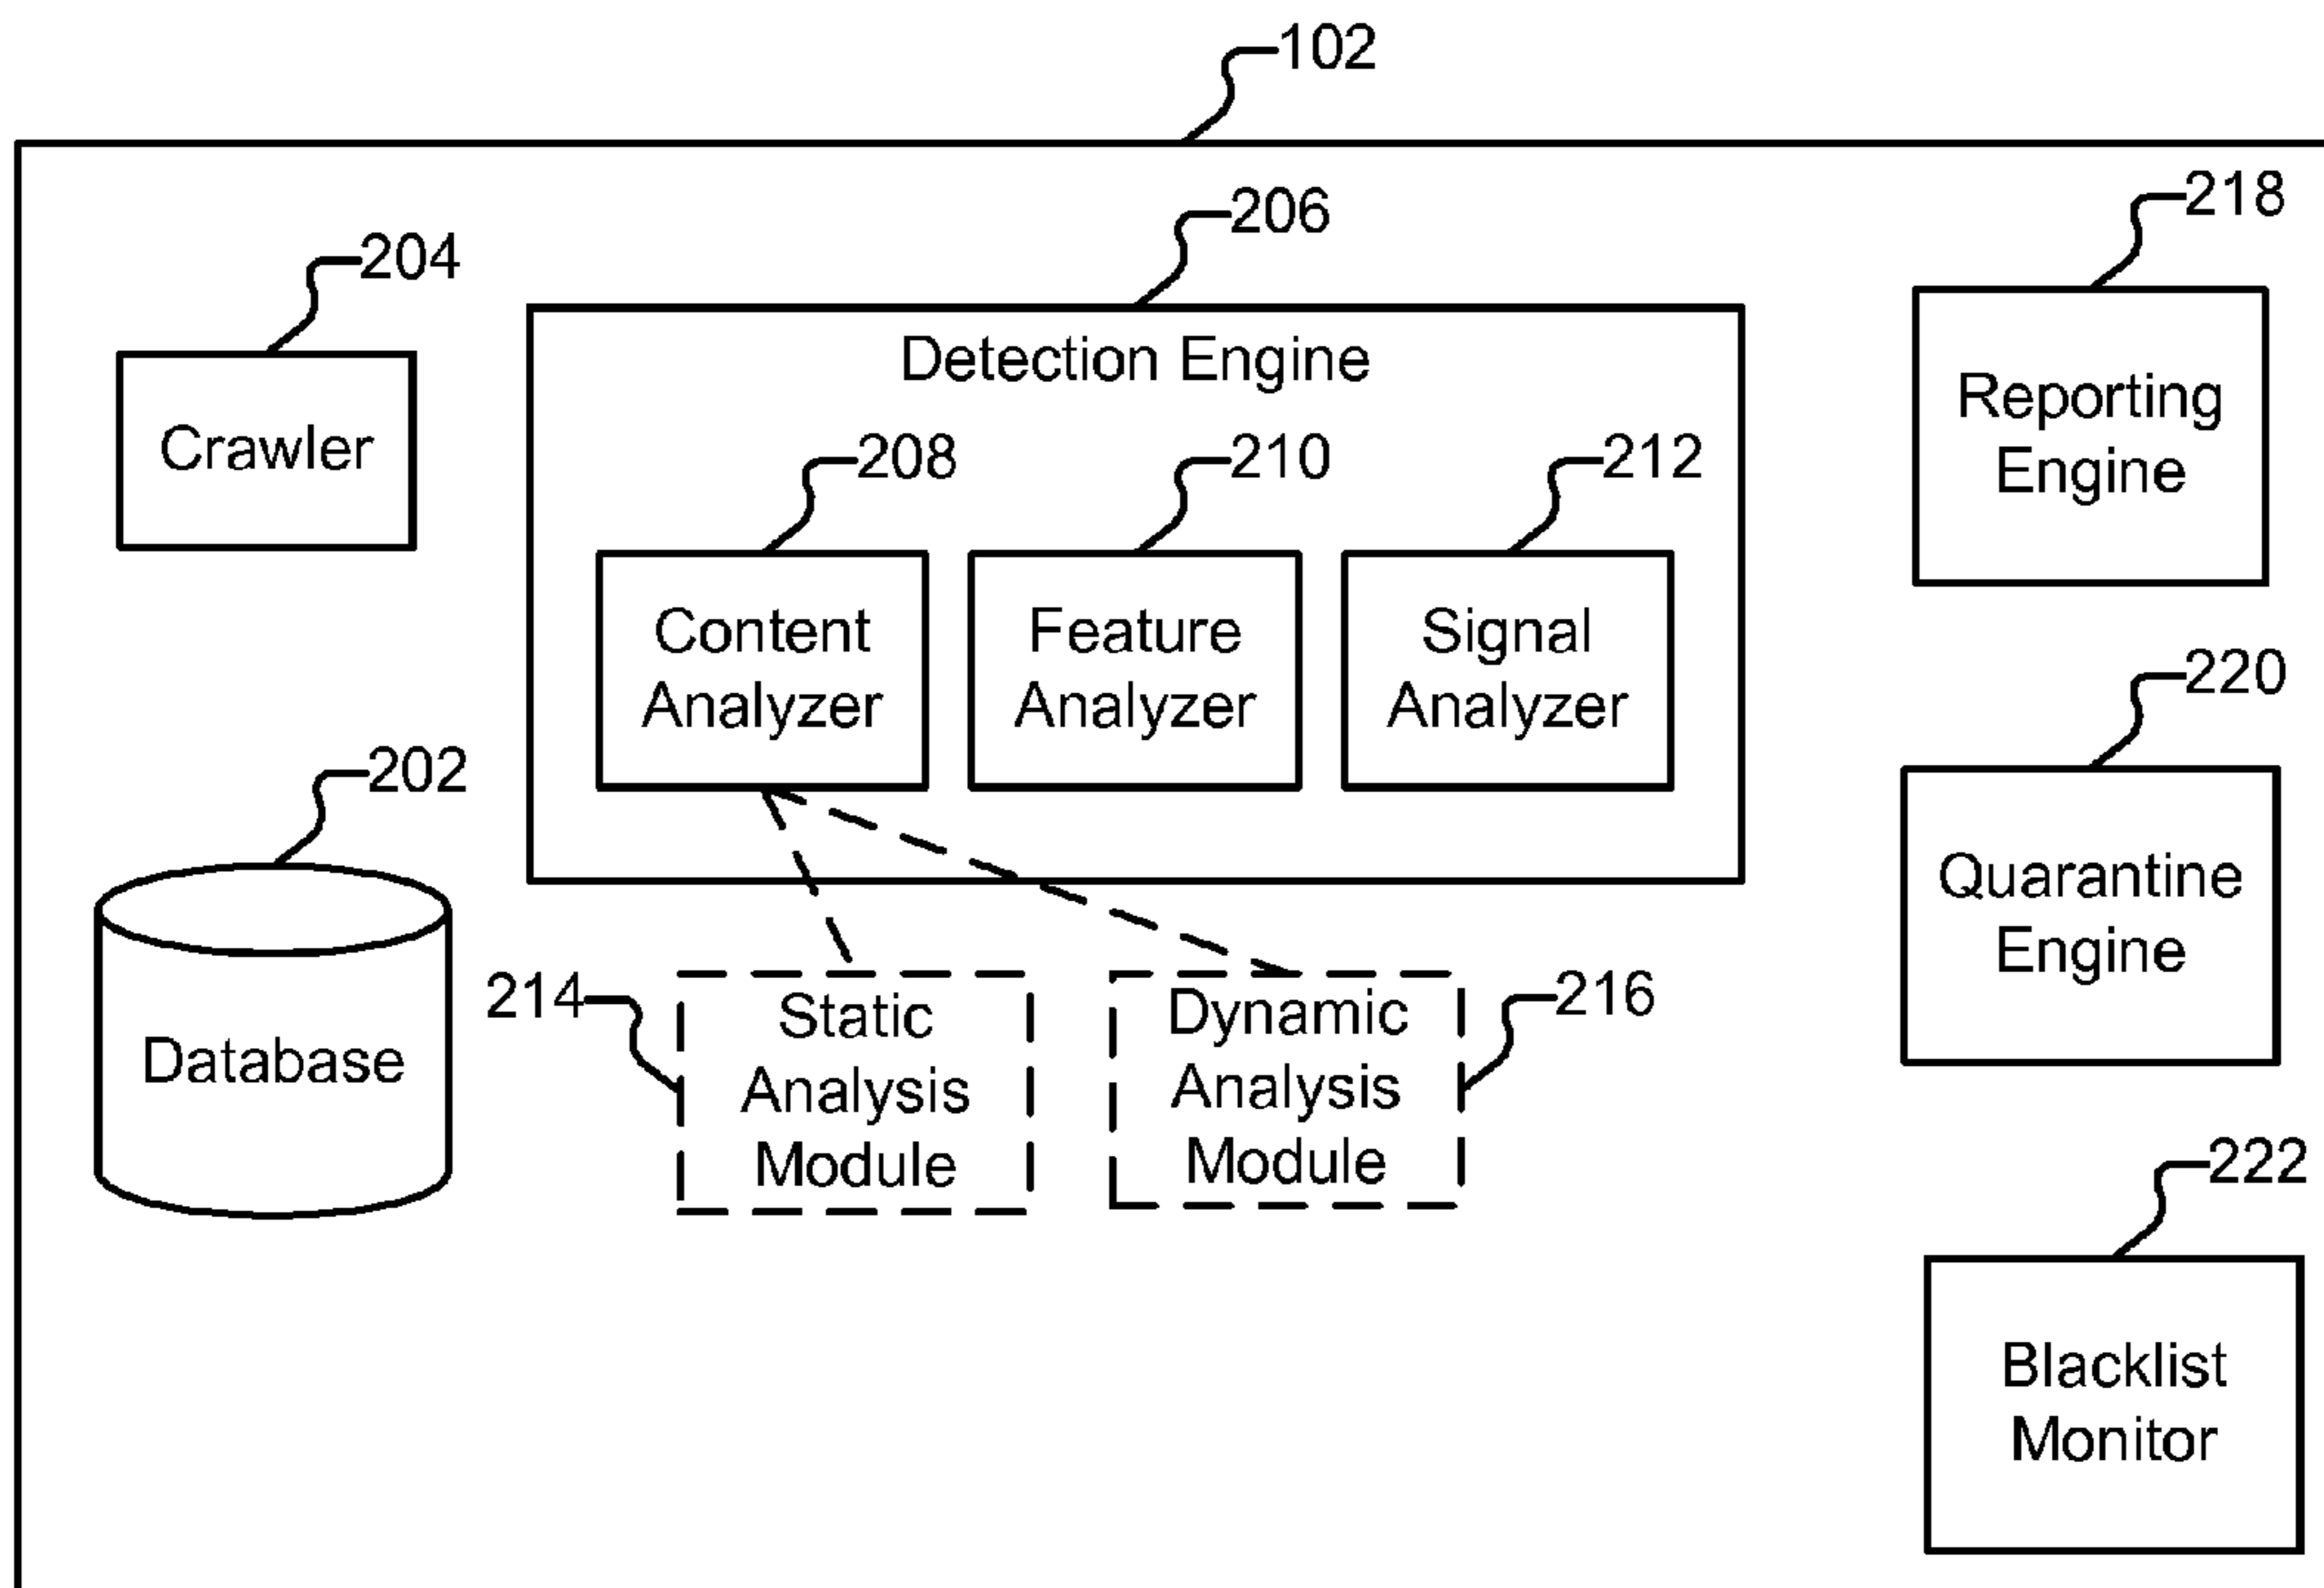 102
206
218
204
Detection Engine
Reporting
Engine
Crawler
208
210
212
Content
Analyzer
Feature
Analyzer
Signal
Analyzer
220
202
Quarantine
Engine
214
Static
Analysis
Module
Dynamic
Analysis
Module
216
Database
222
Blacklist
Monitor